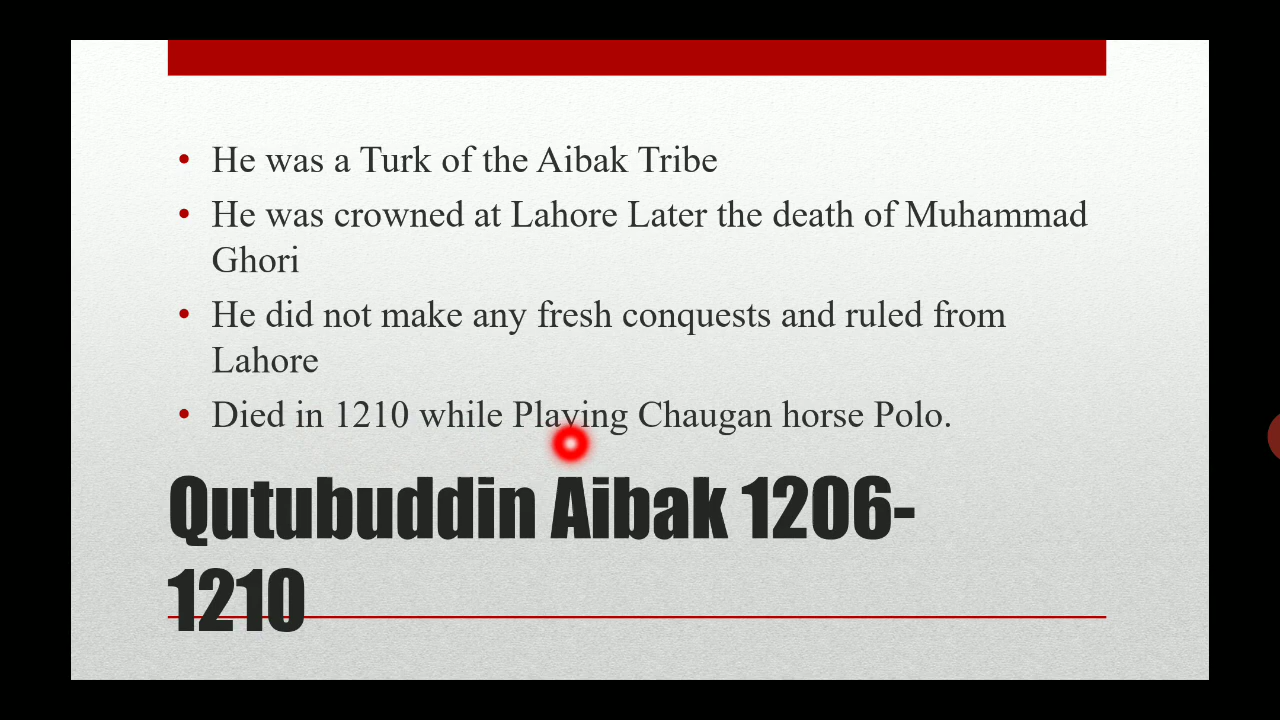 • He was a Turk of the Aibak Tribe
• He was crowned at Lahore Later the death of Muhammad
Ghori
• He did not make any fresh conquests and ruled from
Lahore
• Died in 1210 while Playing Chaugan horse Polo.
Qutubuddin Aibak 1206-
1210